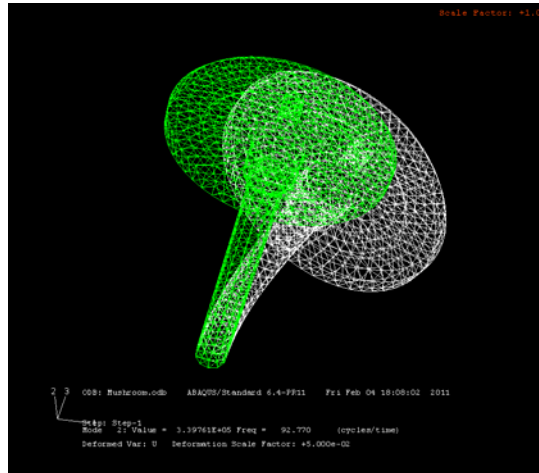 Scale Factor: +1.0
2 3
ODB: Mushroom.odb ABAQUS/Standard 6.4-PR11 Fri Feb 04 18:08:02 2011
Step: Step-1
Mode 2: Value = 3.39761E+05 Freq = 92.770 (cycles/time)
Deformed Var: U Deformation Scale Factor: +5.000e-02